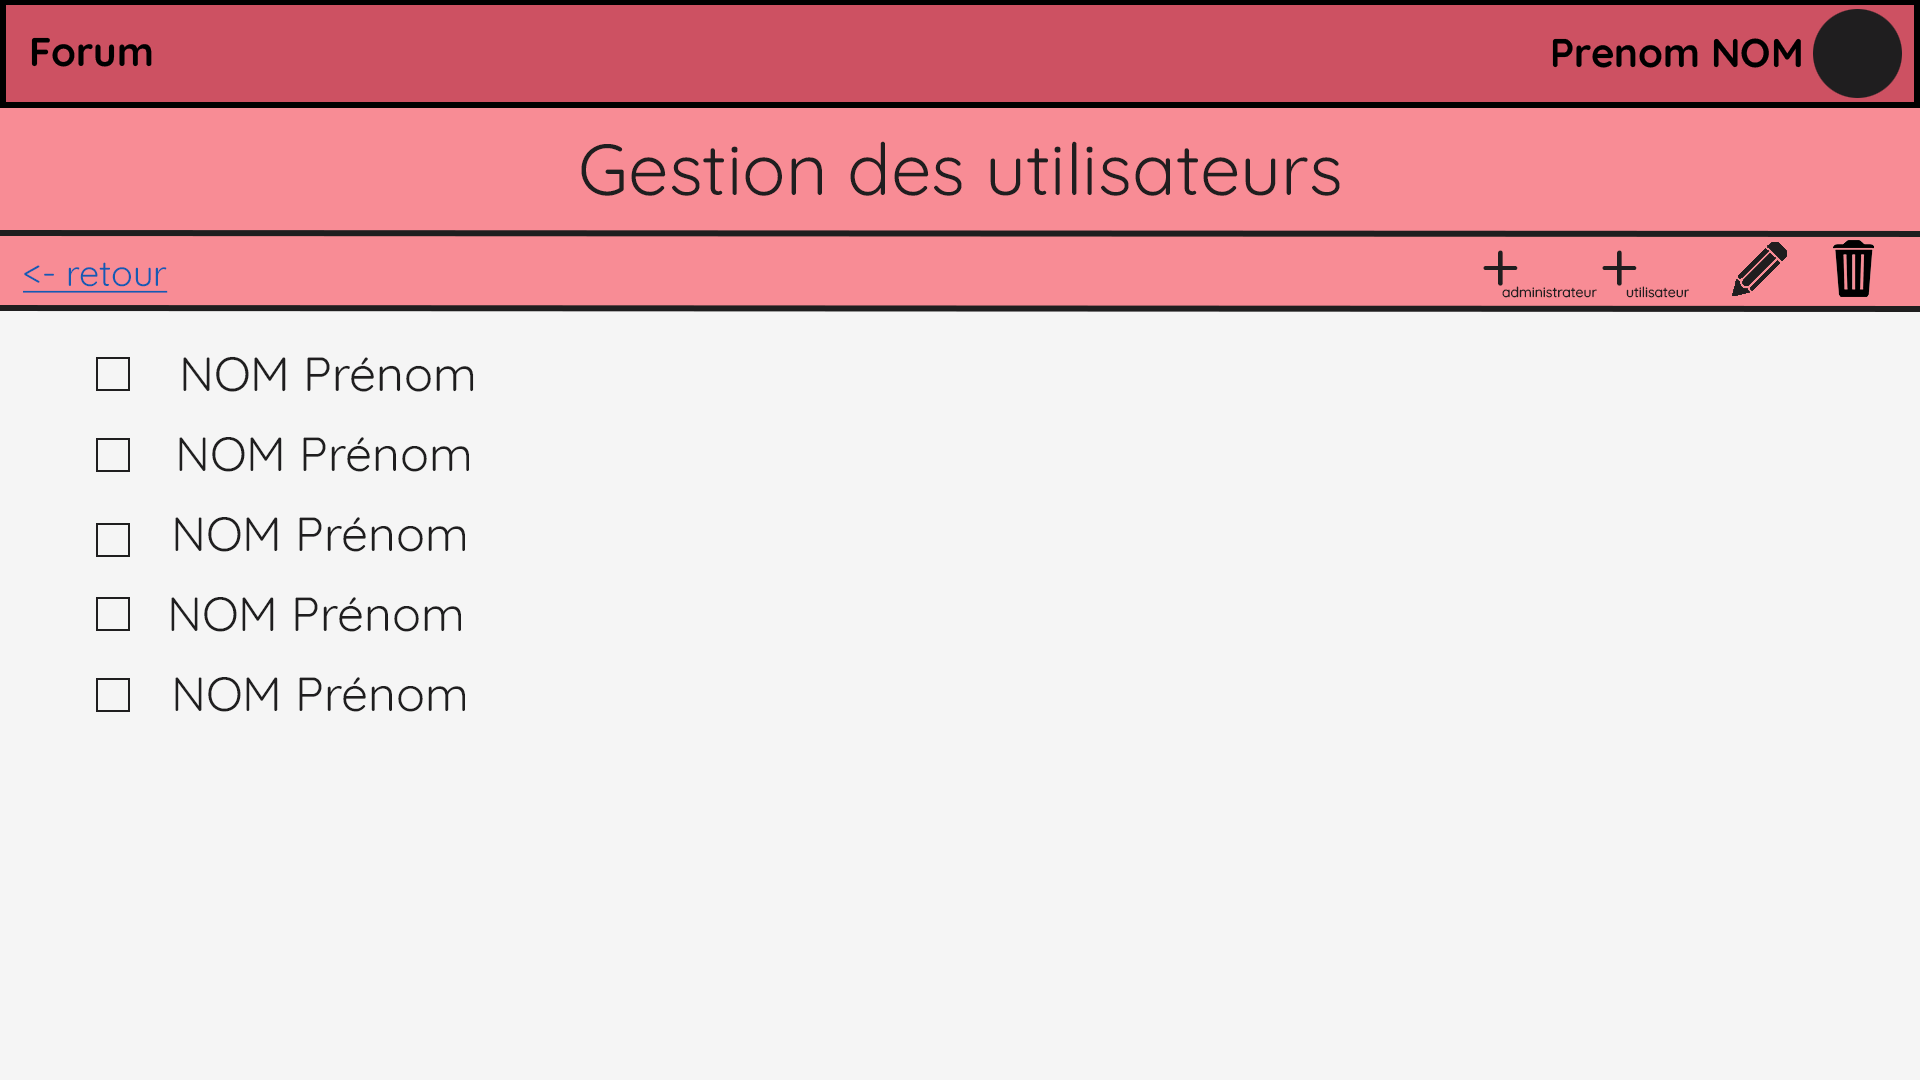 Forum
Prenom NOM
Gestion des utilisateurs
<- retour
administrateur
utilisateur
NOM Prénom
NOM Prénom
NOM Prénom
NOM Prénom
NOM Prénom